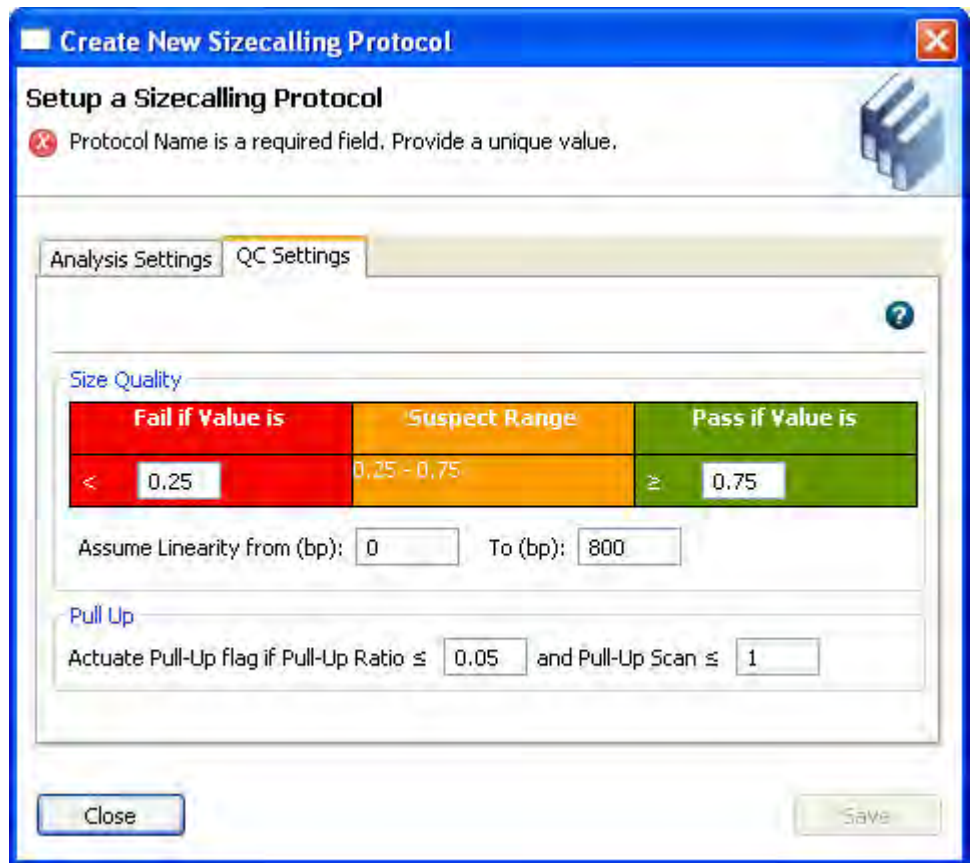 Create New Sizecalling Protocol
Setup a Sizecalling Protocol
Protocol Name is a required field. Provide a unique value.
Analysis Settings QC Settings
?
Size Quality
Fail if Value is Suspect Range Pass if Value is
< 0.25 0.25 - 0.75 ≥ 0.75
Assume Linearity from (bp): 0 To (bp): 800
Pull Up
Actuate Pull-Up flag if Pull-Up Ratio ≤ 0.05 and Pull-Up Scan ≤ 1
Close Save